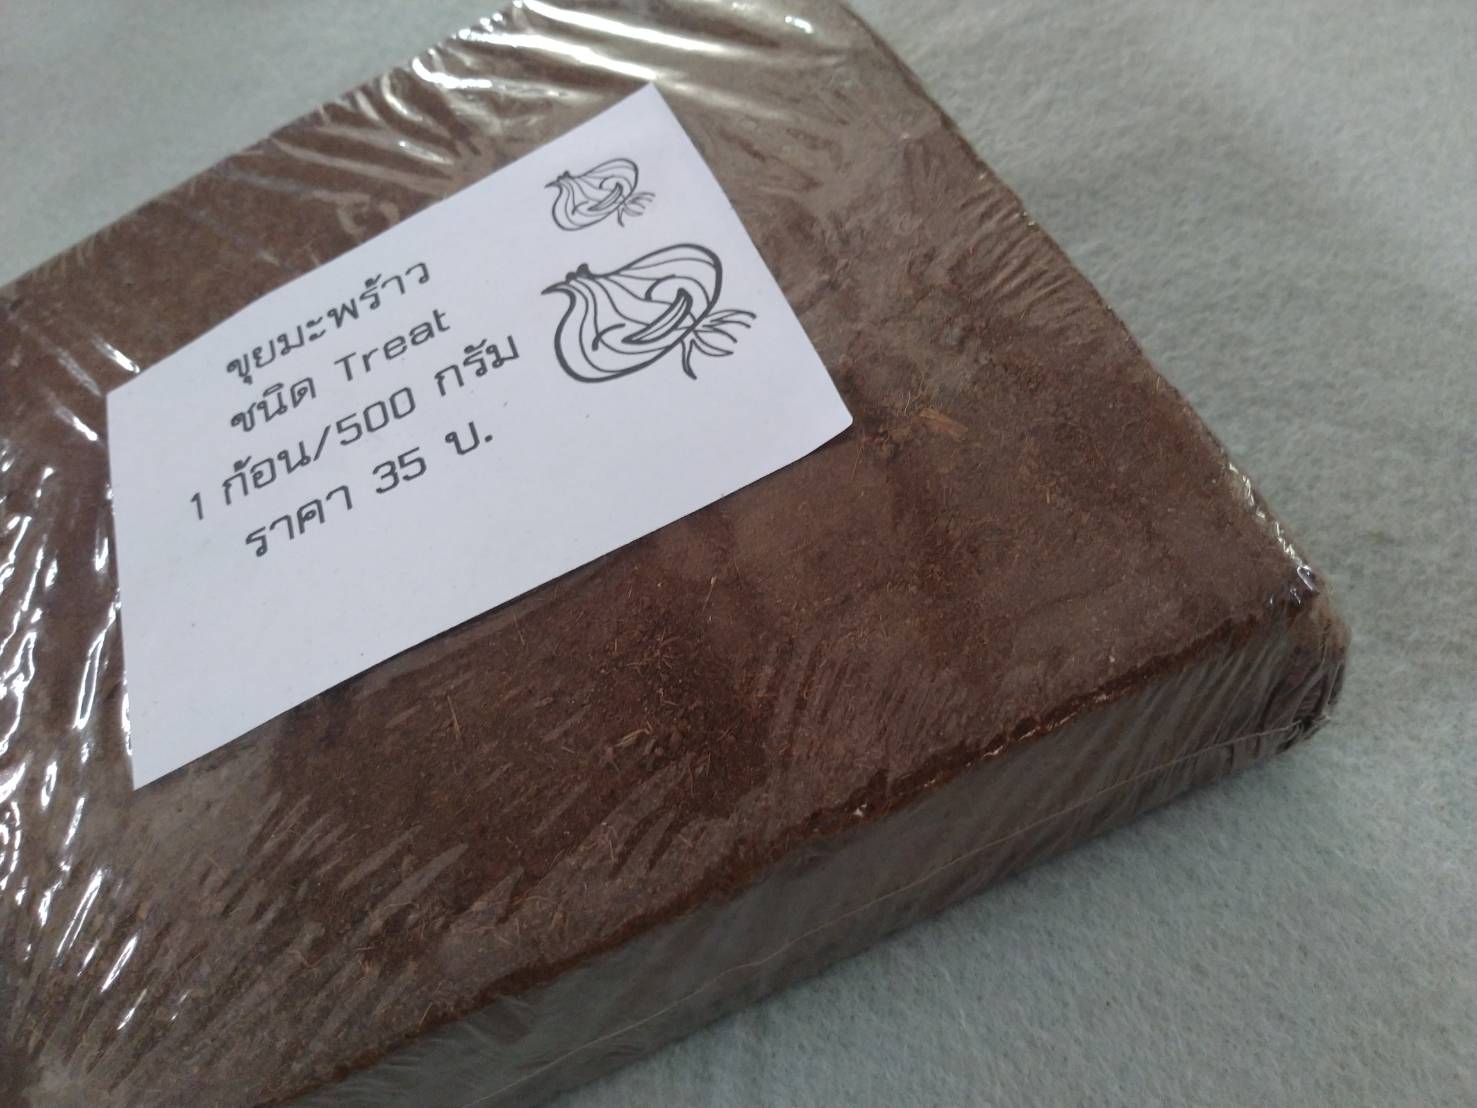 ขุยมะพร้าว
ชนิด Treat
1 ก้อน/500 กรัม
ราคา 35 บ.